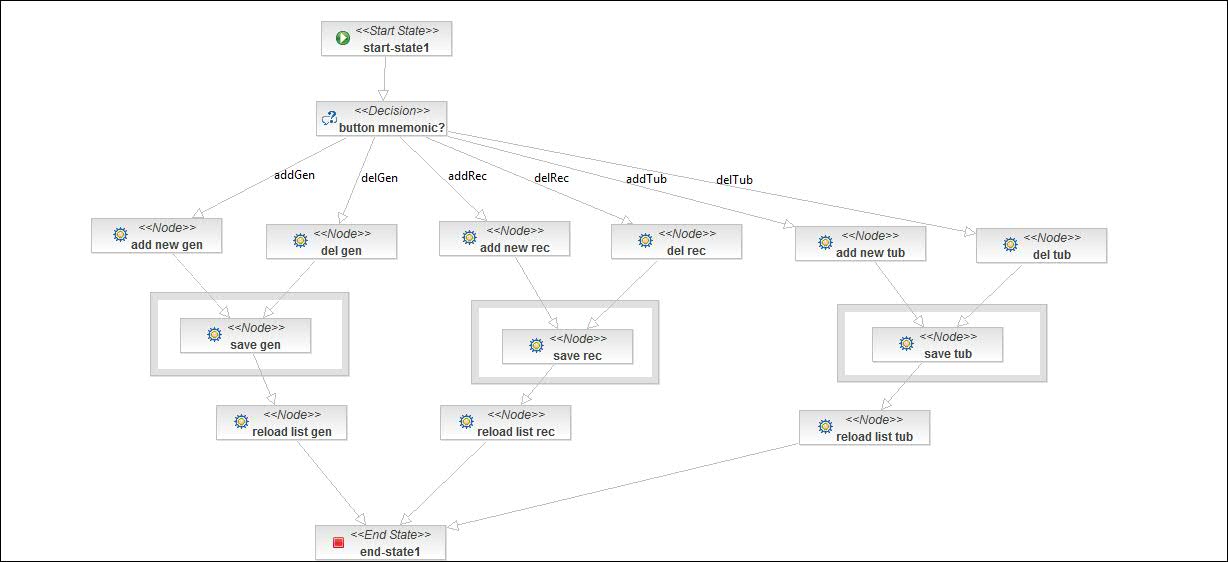 <<Start State>>
start-state1
<<Decision>>
button mnemonic?
addGen
delGen
addRec
delRec
addTub
delTub
<<Node>>
add new gen
<<Node>>
del gen
<<Node>>
add new rec
<<Node>>
del rec
<<Node>>
add new tub
<<Node>>
del tub
<<Node>>
save gen
<<Node>>
save rec
<<Node>>
save tub
<<Node>>
reload list gen
<<Node>>
reload list rec
<<Node>>
reload list tub
<<End State>>
end-state1